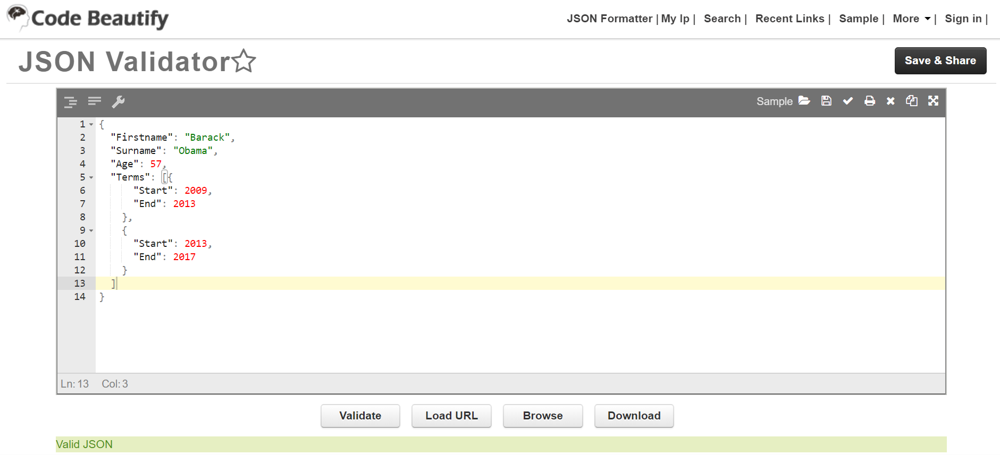 Code Beautify
JSON Formatter | My Ip | Search | Recent Links | Sample | More | Sign in |
JSON Validator
Save & Share
Sample
1 {
2   "Firstname": "Barack",
3   "Surname": "Obama",
4   "Age": 57,
5   "Terms": [{
6       "Start": 2009,
7       "End": 2013
8     },
9     {
10       "Start": 2013,
11       "End": 2017
12     }
13   ]
14 }
Ln: 13 Col: 3
Validate Load URL Browse Download
Valid JSON